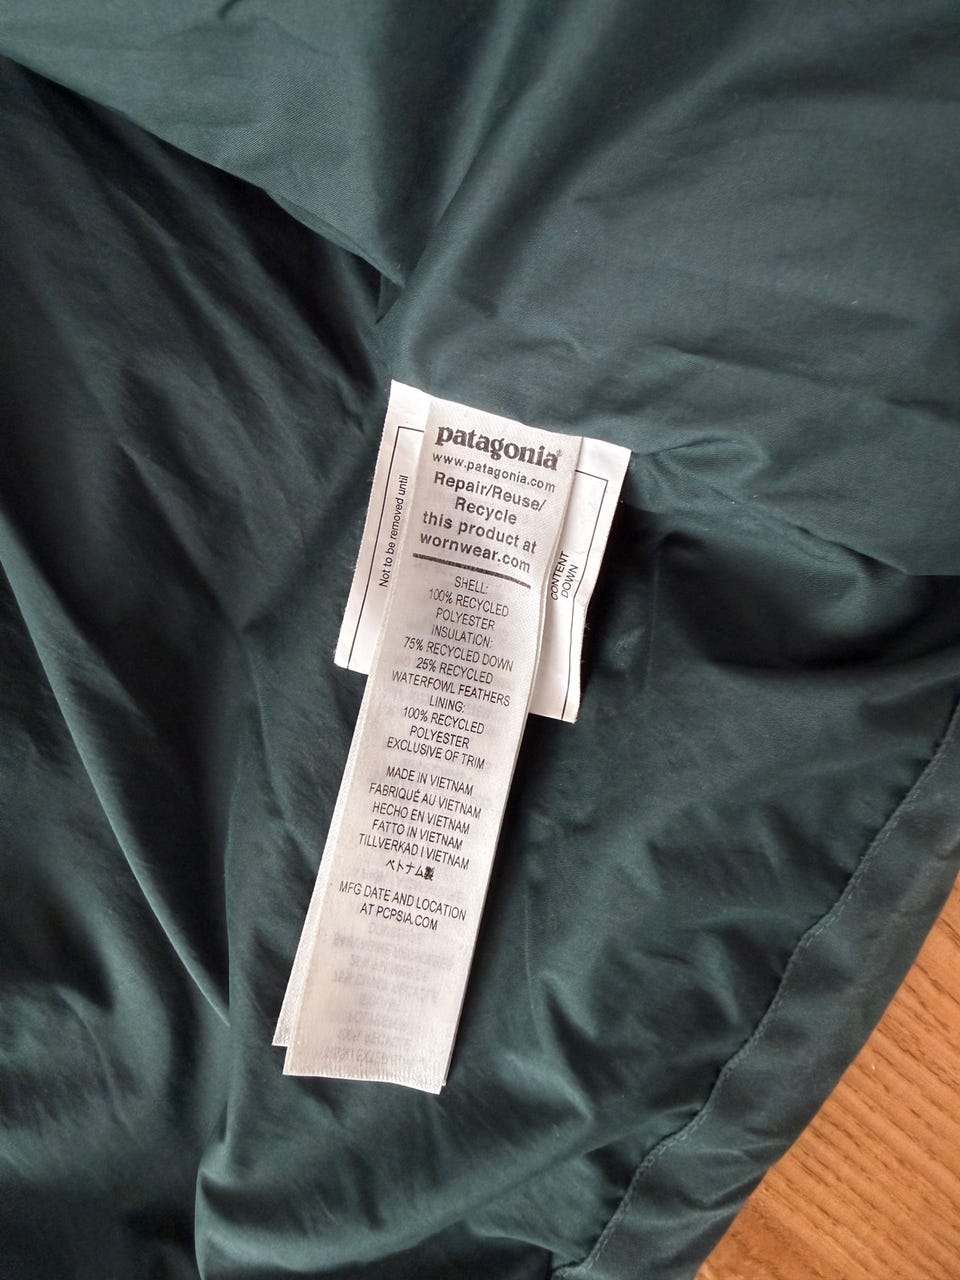 patagonia®
www.patagonia.com
Repair/Reuse/
Recycle
this product at
wornwear.com
SHELL:
100% RECYCLED
POLYESTER
INSULATION:
75% RECYCLED DOWN
25% RECYCLED
WATERFOWL FEATHERS
LINING:
100% RECYCLED
POLYESTER
EXCLUSIVE OF TRIM
MADE IN VIETNAM
FABRIQUÉ AU VIETNAM
HECHO EN VIETNAM
FATTO IN VIETNAM
TILLVERKAD I VIETNAM
ベトナム製
MFG DATE AND LOCATION
AT PCPSIA.COM
Not to be removed until
CONTENT
DOWN